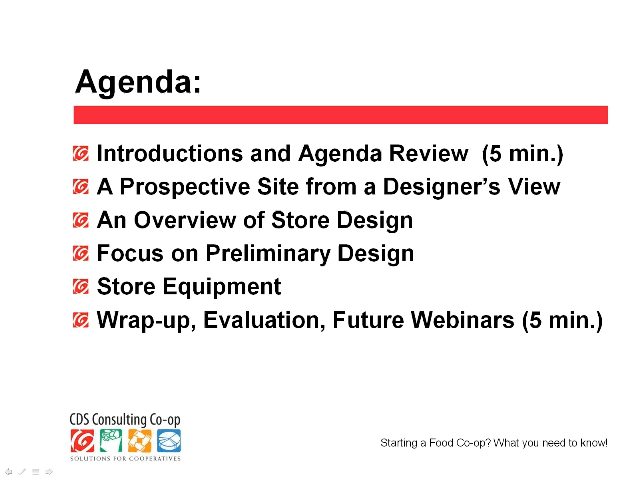 Agenda:
Introductions and Agenda Review (5 min.)
A Prospective Site from a Designer's View
An Overview of Store Design
Focus on Preliminary Design
Store Equipment
Wrap-up, Evaluation, Future Webinars (5 min.)
CDS Consulting Co-op
SOLUTIONS FOR COOPERATIVES
Starting a Food Co-op? What you need to know!